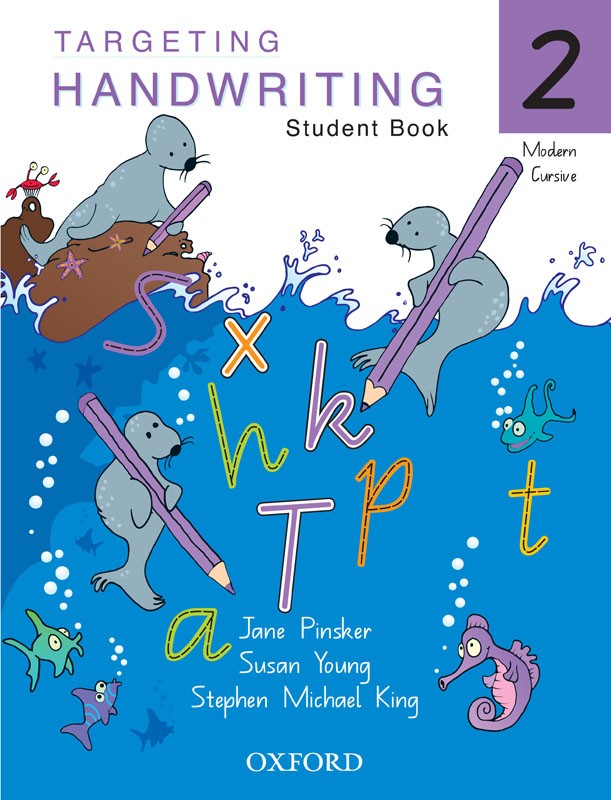 TARGETING
HANDWRITING
Student Book
2
Modern
Cursive
s
x
k
h
p
t
T
a
Jane Pinsker
Susan Young
Stephen Michael King
OXFORD